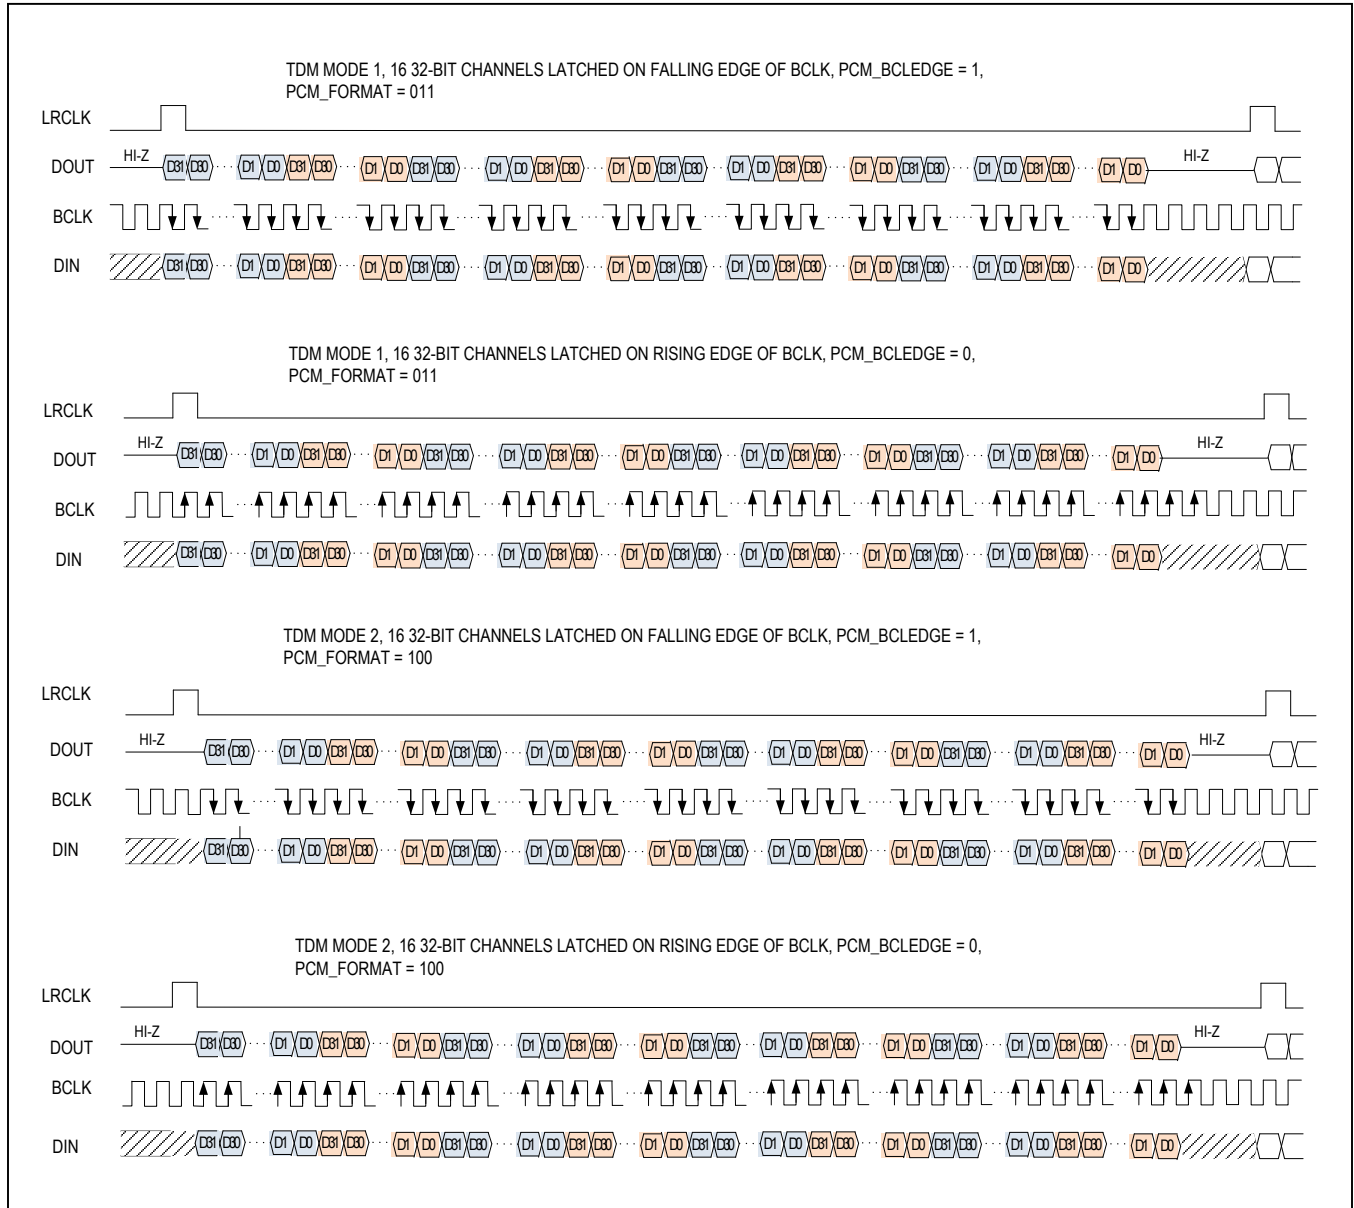 TDM MODE 1, 16 32-BIT CHANNELS LATCHED ON FALLING EDGE OF BCLK, PCM_BCLEDGE = 1,
PCM_FORMAT = 011
LRCLK
DOUT HI-Z D31 D30 D1 D0 D31 D30 D1 D0 D31 D30 D1 D0 D31 D30 D1 D0 D31 D30 D1 D0 D31 D30 D1 D0 D31 D30 D1 D0 D31 D30 D1 D0 HI-Z
BCLK
DIN D31 D30 D1 D0 D31 D30 D1 D0 D31 D30 D1 D0 D31 D30 D1 D0 D31 D30 D1 D0 D31 D30 D1 D0 D31 D30 D1 D0 D31 D30 D1 D0
TDM MODE 1, 16 32-BIT CHANNELS LATCHED ON RISING EDGE OF BCLK, PCM_BCLEDGE = 0,
PCM_FORMAT = 011
LRCLK
DOUT HI-Z D31 D30 D1 D0 D31 D30 D1 D0 D31 D30 D1 D0 D31 D30 D1 D0 D31 D30 D1 D0 D31 D30 D1 D0 D31 D30 D1 D0 D31 D30 D1 D0 HI-Z
BCLK
DIN D31 D30 D1 D0 D31 D30 D1 D0 D31 D30 D1 D0 D31 D30 D1 D0 D31 D30 D1 D0 D31 D30 D1 D0 D31 D30 D1 D0 D31 D30 D1 D0
TDM MODE 2, 16 32-BIT CHANNELS LATCHED ON FALLING EDGE OF BCLK, PCM_BCLEDGE = 1,
PCM_FORMAT = 100
LRCLK
DOUT HI-Z D31 D30 D1 D0 D31 D30 D1 D0 D31 D30 D1 D0 D31 D30 D1 D0 D31 D30 D1 D0 D31 D30 D1 D0 D31 D30 D1 D0 D31 D30 D1 D0 HI-Z
BCLK
DIN D31 D30 D1 D0 D31 D30 D1 D0 D31 D30 D1 D0 D31 D30 D1 D0 D31 D30 D1 D0 D31 D30 D1 D0 D31 D30 D1 D0 D31 D30 D1 D0
TDM MODE 2, 16 32-BIT CHANNELS LATCHED ON RISING EDGE OF BCLK, PCM_BCLEDGE = 0,
PCM_FORMAT = 100
LRCLK
DOUT HI-Z D31 D30 D1 D0 D31 D30 D1 D0 D31 D30 D1 D0 D31 D30 D1 D0 D31 D30 D1 D0 D31 D30 D1 D0 D31 D30 D1 D0 D31 D30 D1 D0 HI-Z
BCLK
DIN D31 D30 D1 D0 D31 D30 D1 D0 D31 D30 D1 D0 D31 D30 D1 D0 D31 D30 D1 D0 D31 D30 D1 D0 D31 D30 D1 D0 D31 D30 D1 D0